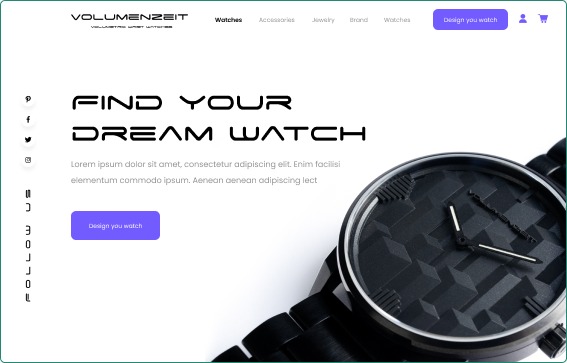 VOLUMENZEIT
VOLUMETRIC WRIST WATCHES
Watches
Accessories
Jewelry
Brand
Watches
Design you watch
FIND YOUR
DREAM WATCH
Lorem ipsum dolor sit amet, consectetur adipiscing elit. Enim facilisi
elementum commodo ipsum. Aenean aenean adipiscing lect
Design you watch
FOLLOW US